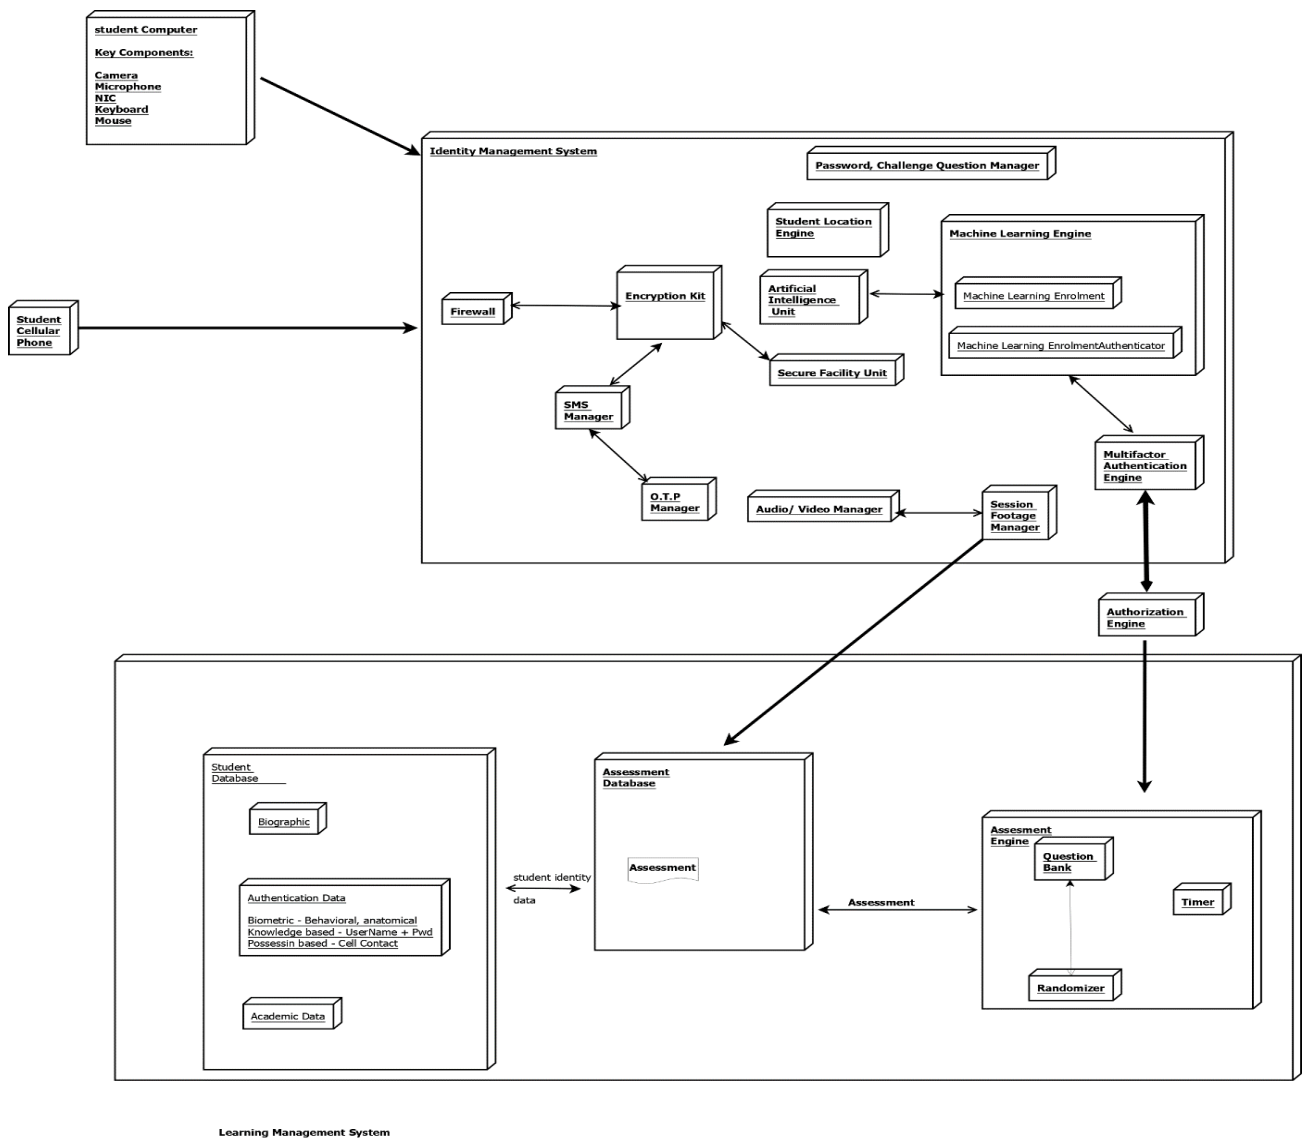 student Computer
Key Components:
Camera
Microphone
NIC
Keyboard
Mouse
Identity Management System
Password, Challenge Question Manager
Student Location
Engine
Machine Learning Engine
Machine Learning Enrolment
Machine Learning EnrolmentAuthenticator
Artificial
Intelligence
Unit
Encryption Kit
Firewall
Student
Cellular
Phone
Secure Facility Unit
SMS
Manager
Multifactor
Authentication
Engine
O.T.P
Manager
Audio/ Video Manager
Session
Footage
Manager
Authorization
Engine
Student
Database
Biographic
Authentication Data
Biometric - Behavioral, anatomical
Knowledge based - UserName + Pwd
Possessin based - Cell Contact
Academic Data
student identity
data
Assessment
Database
Assessment
Assessment
Assesment
Engine
Question
Bank
Timer
Randomizer
Learning Management System